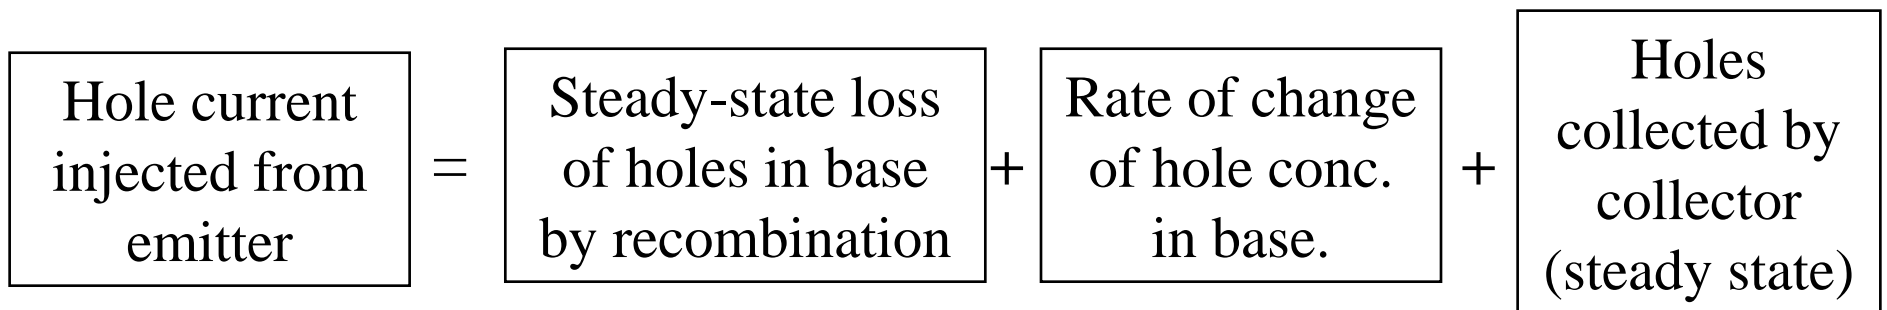 Hole current
injected from
emitter
=
Steady-state loss
of holes in base
by recombination
+
Rate of change
of hole conc.
in base.
+
Holes
collected by
collector
(steady state)